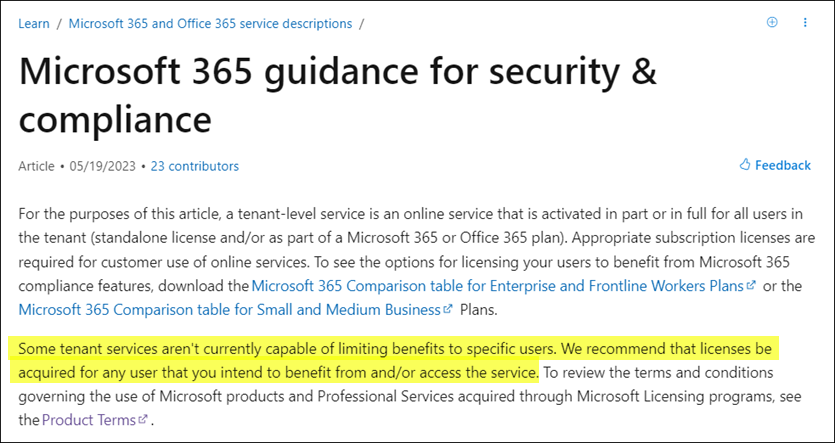 Learn / Microsoft 365 and Office 365 service descriptions /
Microsoft 365 guidance for security &
compliance
Article • 05/19/2023 • 23 contributors
Feedback
For the purposes of this article, a tenant-level service is an online service that is activated in part or in full for all users in
the tenant (standalone license and/or as part of a Microsoft 365 or Office 365 plan). Appropriate subscription licenses are
required for customer use of online services. To see the options for licensing your users to benefit from Microsoft 365
compliance features, download the Microsoft 365 Comparison table for Enterprise and Frontline Workers Plans or the
Microsoft 365 Comparison table for Small and Medium Business Plans.
Some tenant services aren't currently capable of limiting benefits to specific users. We recommend that licenses be
acquired for any user that you intend to benefit from and/or access the service. To review the terms and conditions
governing the use of Microsoft products and Professional Services acquired through Microsoft Licensing programs, see
the Product Terms .